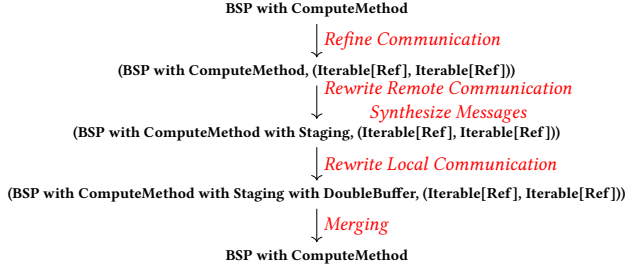 BSP with ComputeMethod
Refine Communication
(BSP with ComputeMethod, (Iterable[Ref], Iterable[Ref]))
Rewrite Remote Communication
Synthesize Messages
(BSP with ComputeMethod with Staging, (Iterable[Ref], Iterable[Ref]))
Rewrite Local Communication
(BSP with ComputeMethod with Staging with DoubleBuffer, (Iterable[Ref], Iterable[Ref]))
Merging
BSP with ComputeMethod